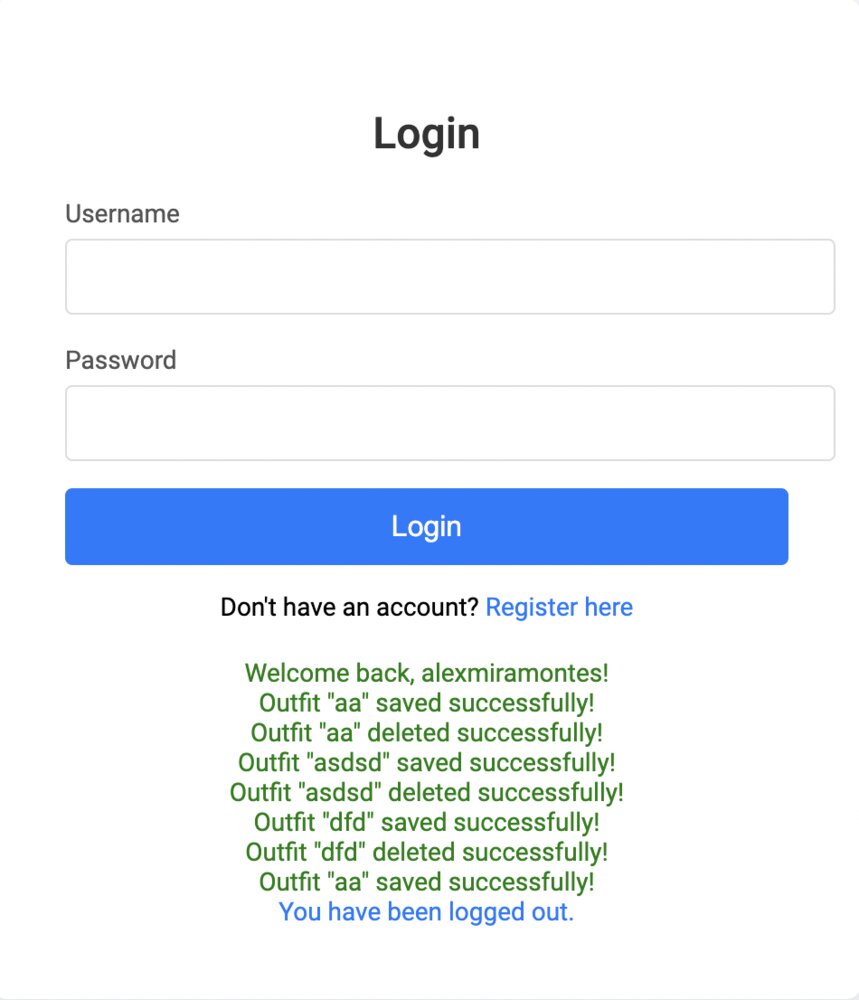 Login
Username
Password
Login
Don't have an account? Register here
Welcome back, alexmiramontes!
Outfit "aa" saved successfully!
Outfit "aa" deleted successfully!
Outfit "asdsd" saved successfully!
Outfit "asdsd" deleted successfully!
Outfit "dfd" saved successfully!
Outfit "dfd" deleted successfully!
Outfit "aa" saved successfully!
You have been logged out.